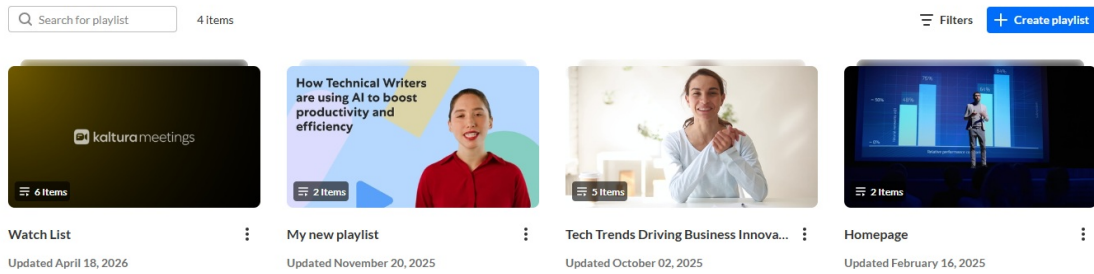 Search for playlist
4 items
Filters
Create playlist
kaltura meetings
6 Items
How Technical Writers
are using AI to boost
productivity and
efficiency
2 Items
5 Items
2 Items
Watch List
My new playlist
Tech Trends Driving Business Innova...
Homepage
Updated April 18, 2026
Updated November 20, 2025
Updated October 02, 2025
Updated February 16, 2025